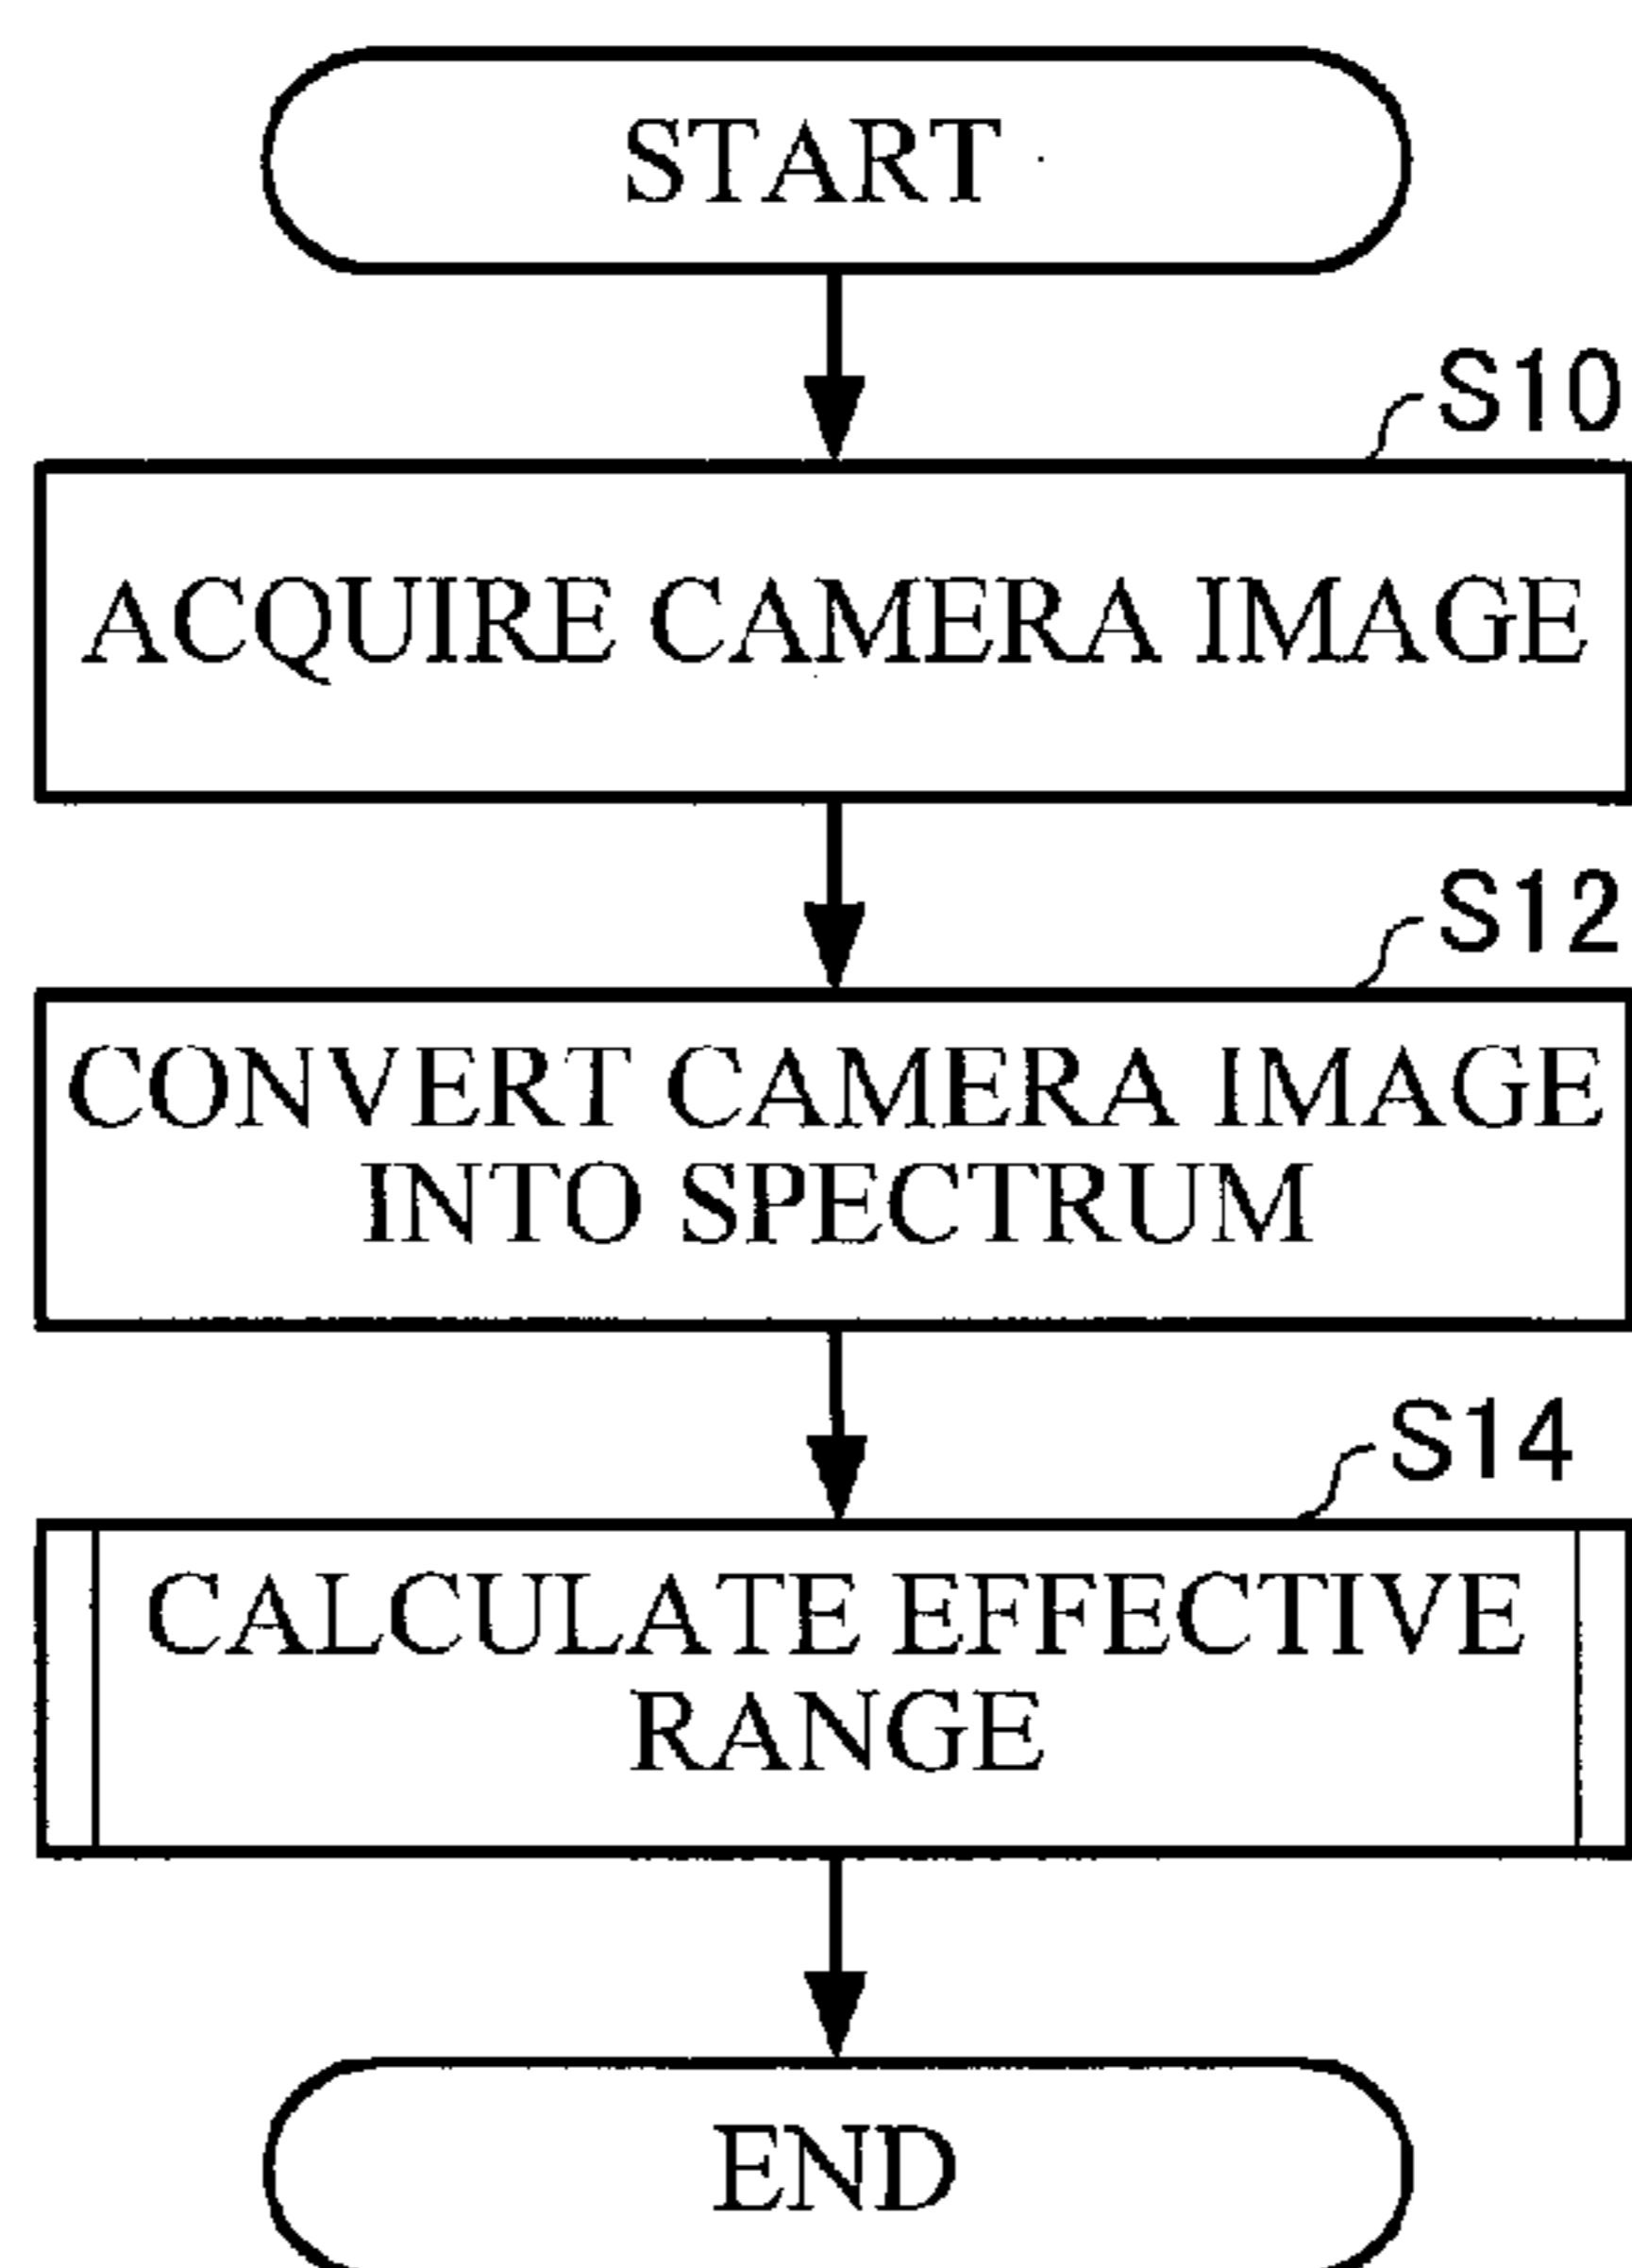 START
S10
ACQUIRE CAMERA IMAGE
S12
CONVERT CAMERA IMAGE
INTO SPECTRUM
S14
CALCULATE EFFECTIVE
RANGE
END